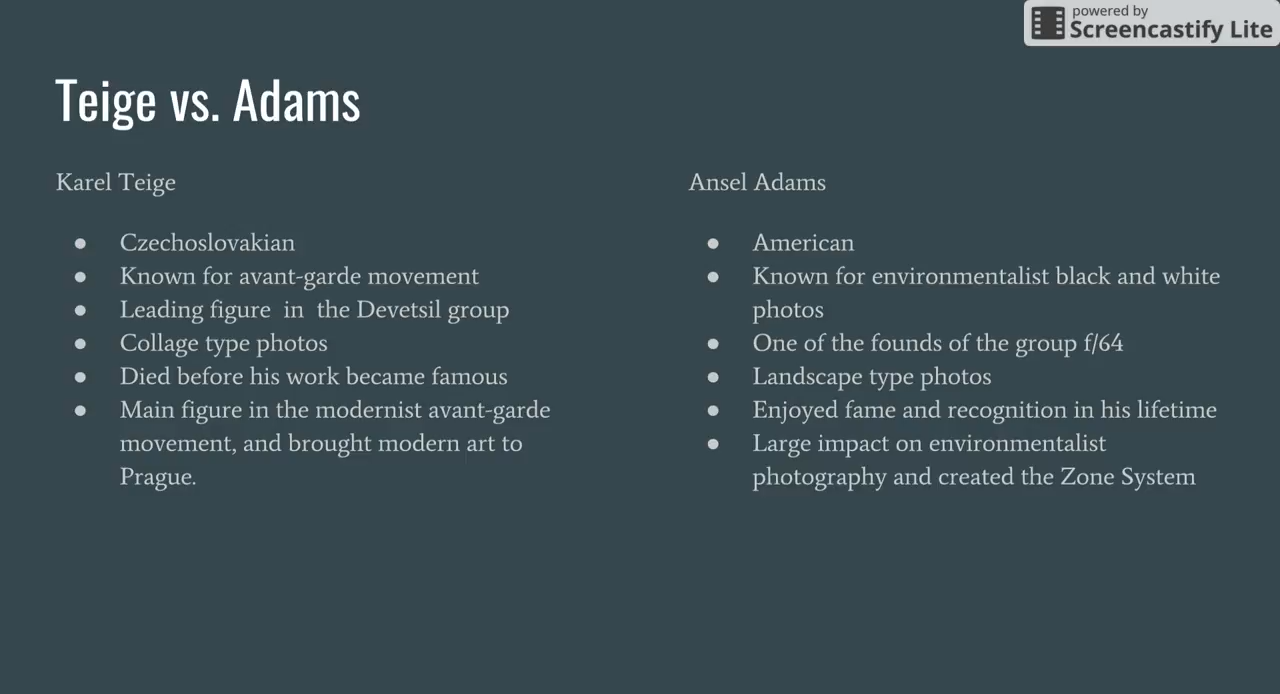 powered by
Screencastify Lite
Teige vs. Adams
Karel Teige
● Czechoslovakian
● Known for avant-garde movement
● Leading figure  in  the Devetsil group
● Collage type photos
● Died before his work became famous
● Main figure in the modernist avant-garde
movement, and brought modern art to
Prague.
Ansel Adams
● American
● Known for environmentalist black and white
photos
● One of the founds of the group f/64
● Landscape type photos
● Enjoyed fame and recognition in his lifetime
● Large impact on environmentalist
photography and created the Zone System